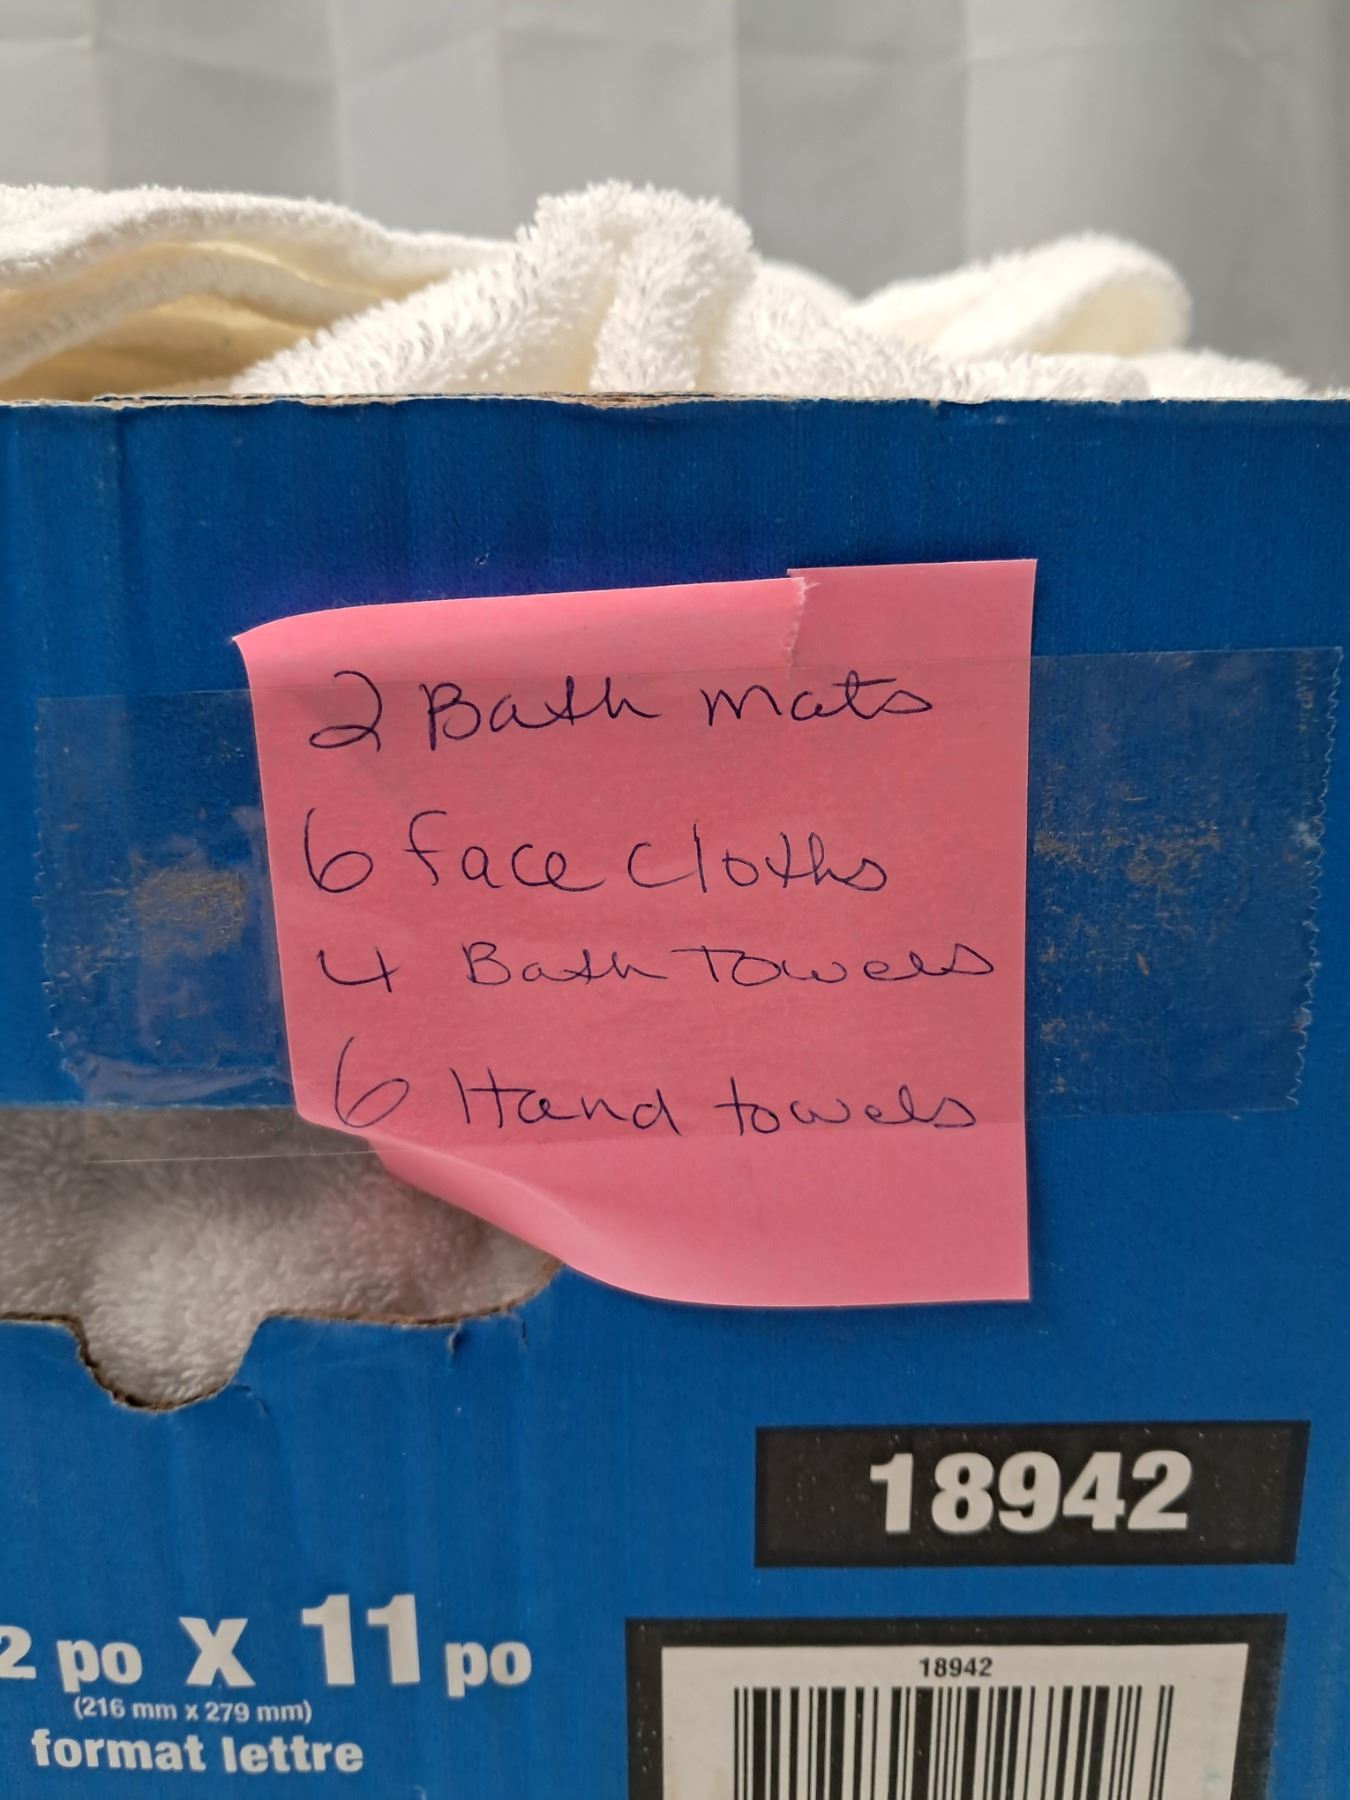 2 Bath mats
6 face cloths
4 Bath Towels
6 Hand towels
18942
2 po X 11 po
(216 mm x 279 mm)
format lettre
18942